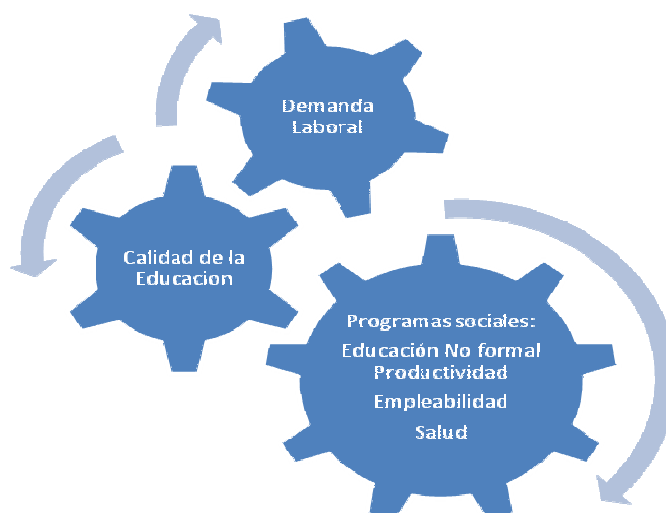 Demanda
Laboral
Calidad de la
Educacion
Programas sociales:
Educación No formal
Productividad
Empleabilidad
Salud